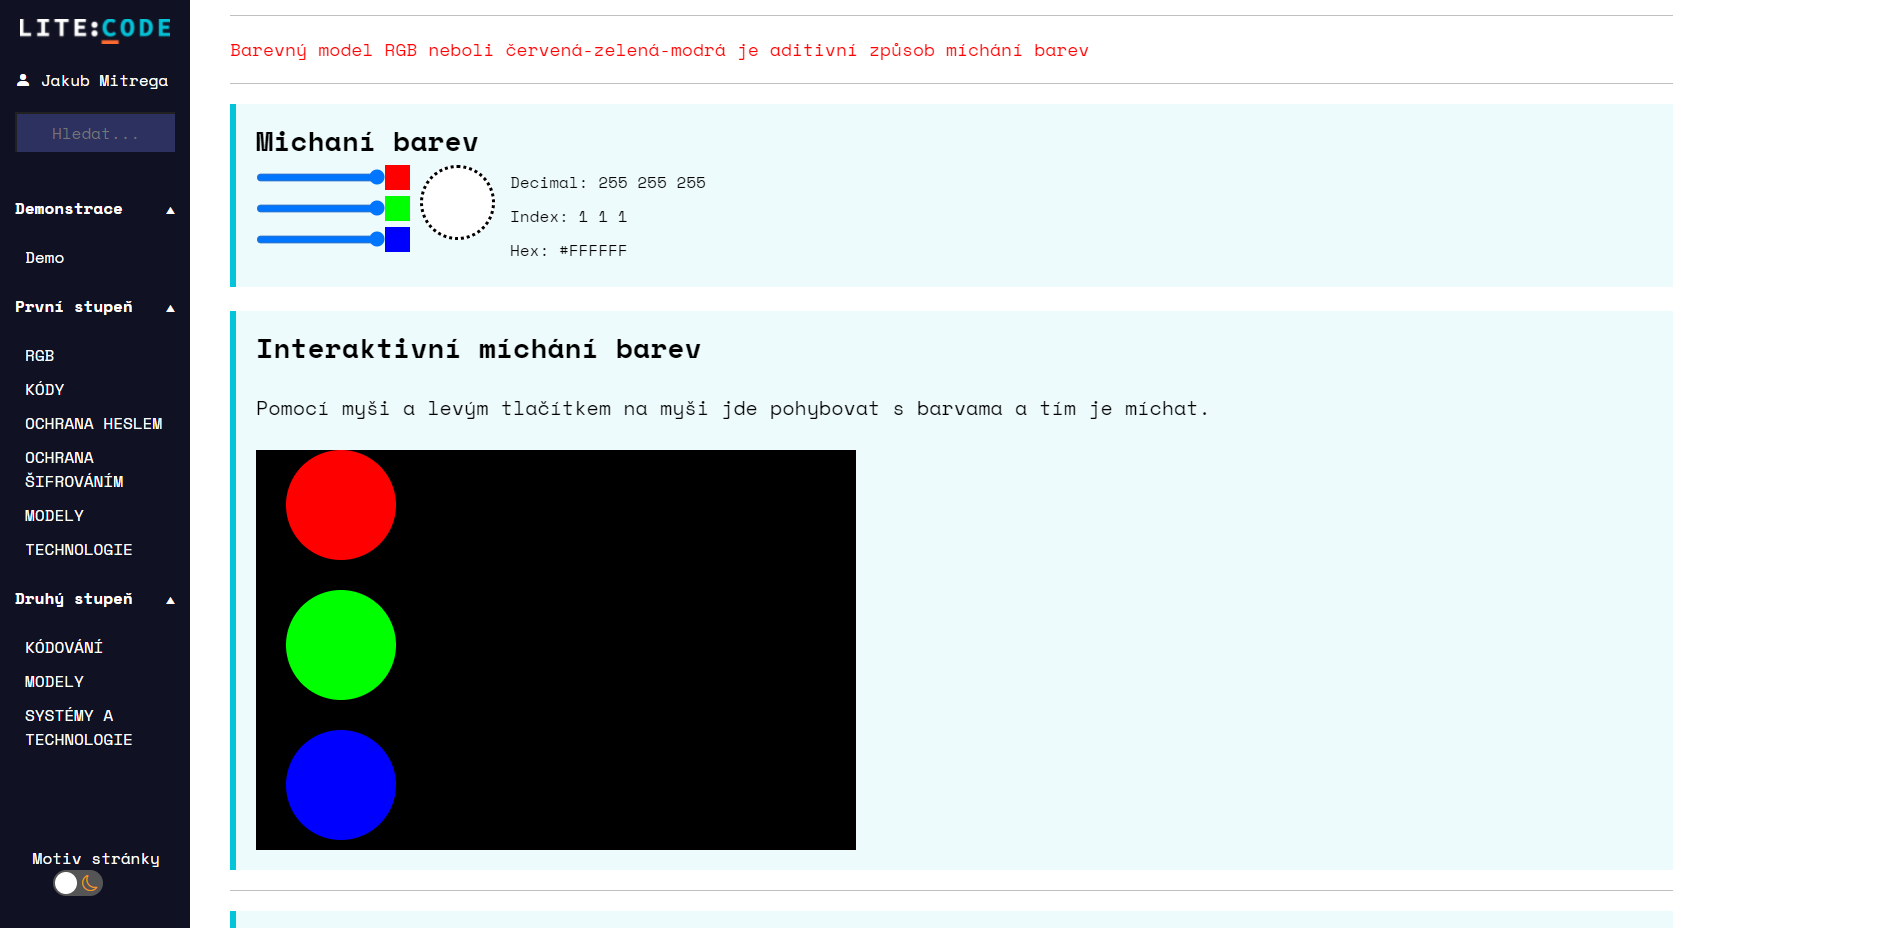 LITE:CODE
Jakub Mitrega
Hledat...
Demonstrace ▲
Demo
První stupeň ▲
RGB
KÓDY
OCHRANA HESLEM
OCHRANA
ŠIFROVÁNÍM
MODELY
TECHNOLOGIE
Druhý stupeň ▲
KÓDOVÁNÍ
MODELY
SYSTÉMY A
TECHNOLOGIE
Motiv stránky
Barevný model RGB neboli červená-zelená-modrá je aditivní způsob míchání barev
Michaní barev
Decimal: 255 255 255
Index: 1 1 1
Hex: #FFFFFF
Interaktivní míchání barev
Pomocí myši a levým tlačítkem na myši jde pohybovat s barvama a tím je míchat.